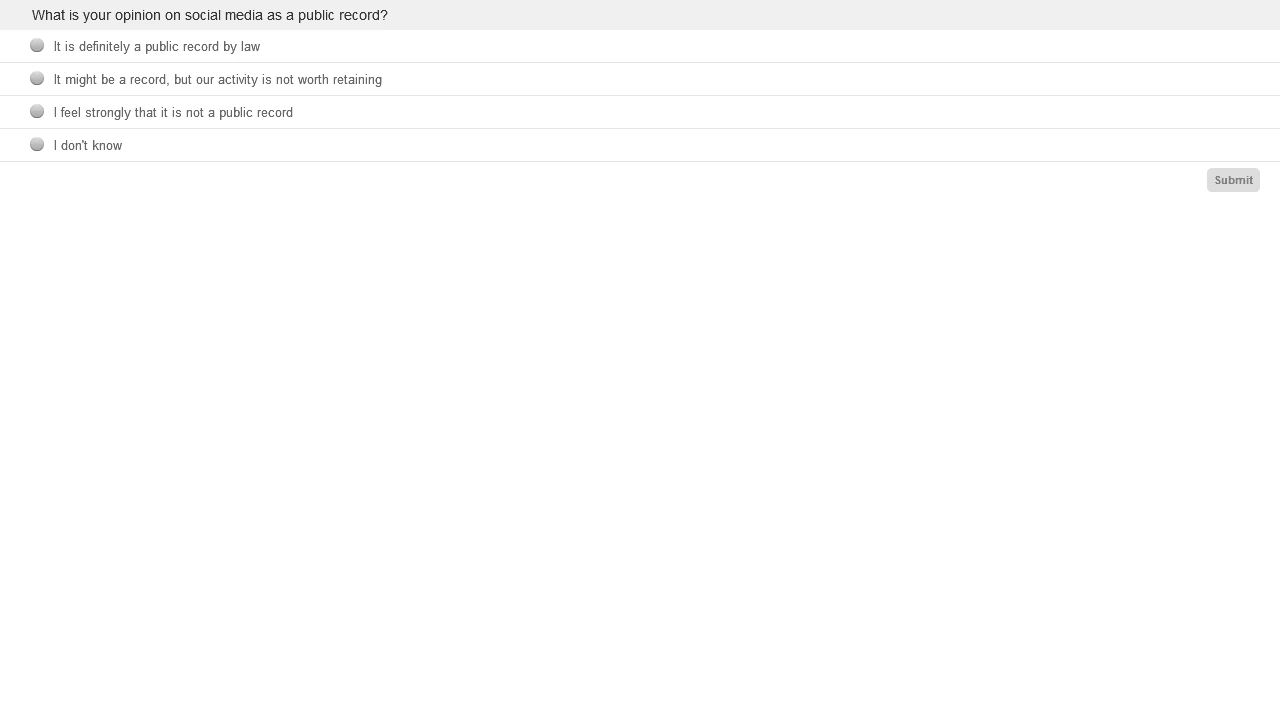 What is your opinion on social media as a public record?
It is definitely a public record by law
It might be a record, but our activity is not worth retaining
I feel strongly that it is not a public record
I don't know
Submit